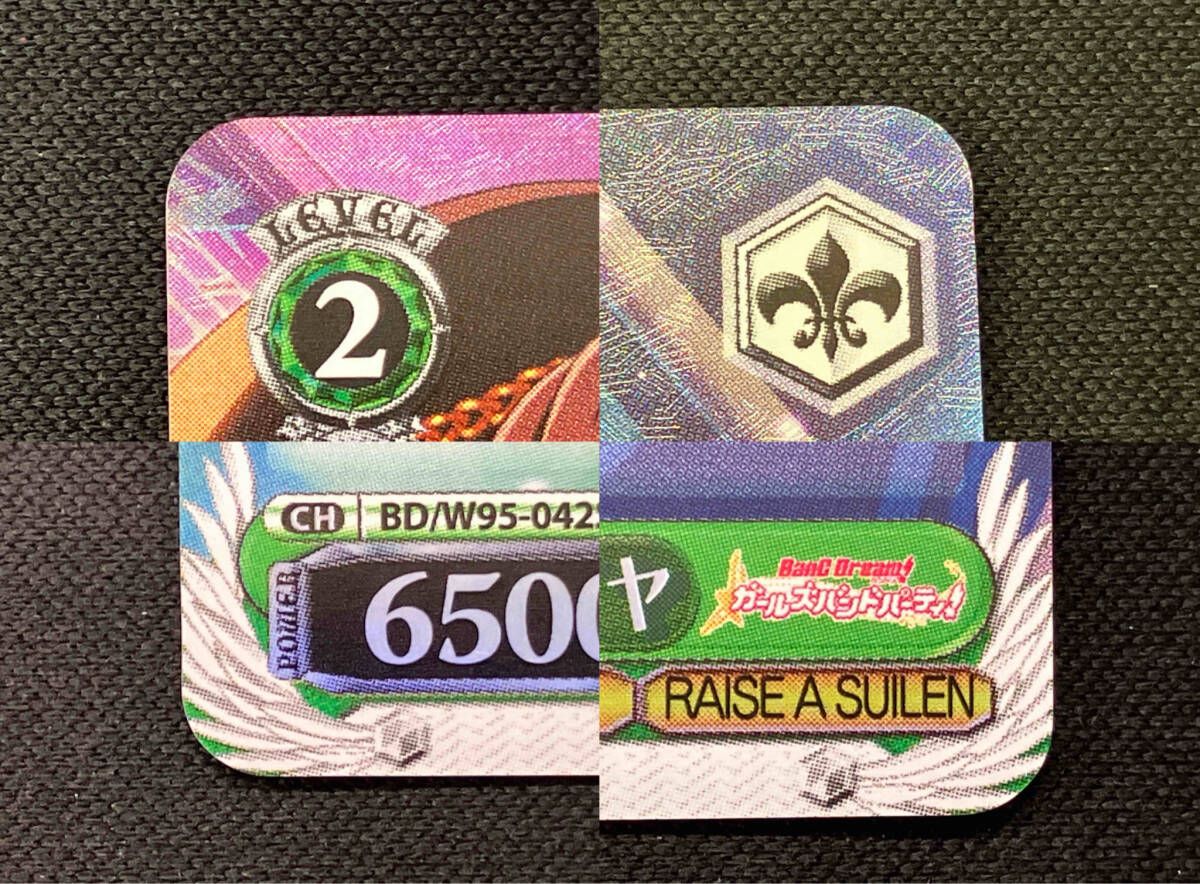 LEVEL
2
CH BD/W95-042
POWER 650
ヤ BanG Dream!
ガールズバンドパーティ!
RAISE A SUILEN